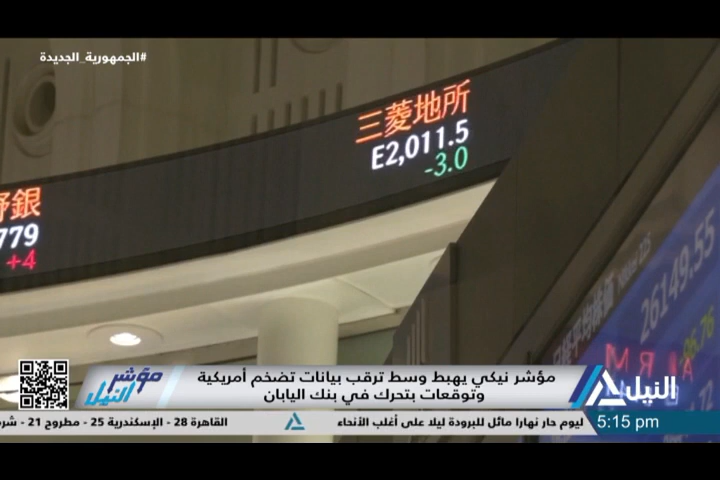 #الجمهورية_الجديدة
三菱地所
E2,011.5
-3.0
野銀
779
+4
26149.55
مؤشر نيكي يهبط وسط ترقب بيانات تضخم أمريكية
وتوقعات بتحرك في بنك اليابان
مؤشر
النيل
النيل
5:15 pm
ليوم حار نهارا مائل للبرودة ليلا على أغلب الأنحاء
القاهرة 28 - الإسكندرية 25 - مطروح 21 - شر